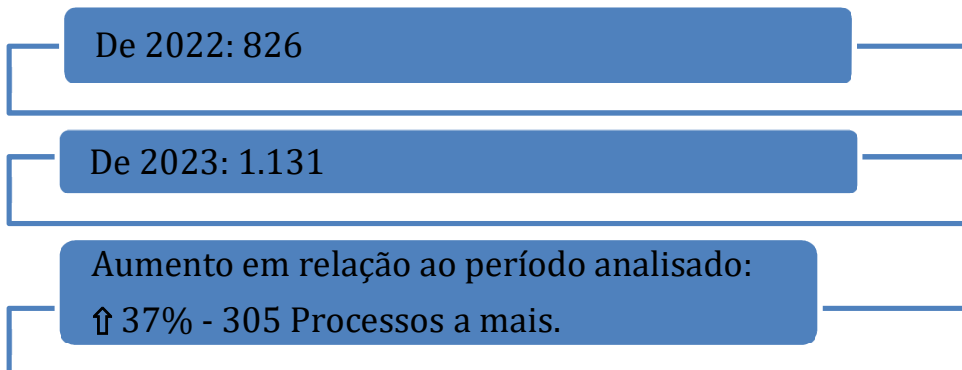 De 2022: 826
De 2023: 1.131
Aumento em relação ao período analisado:
⇧ 37% - 305 Processos a mais.